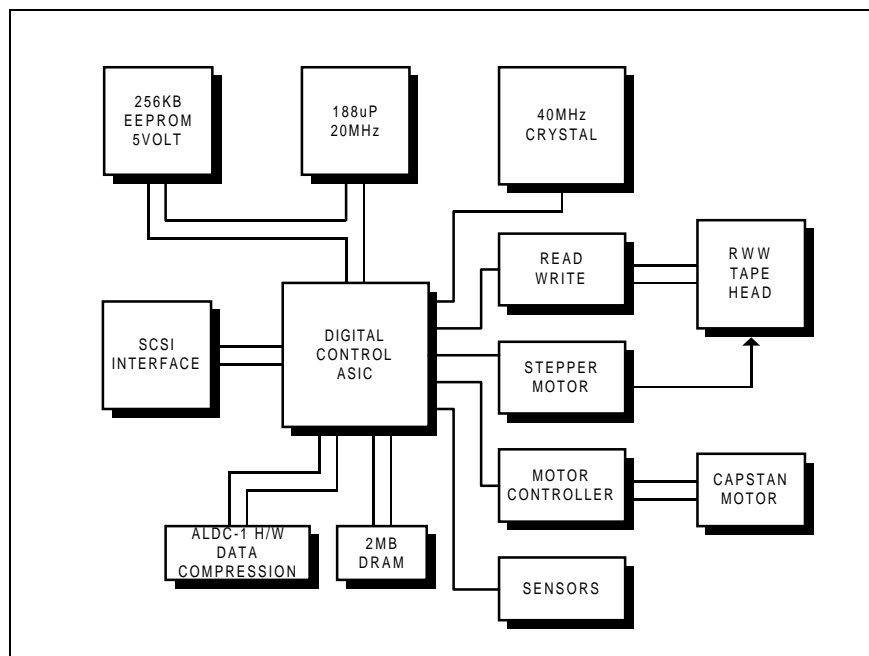 256KB
EEPROM
5VOLT
188uP
20MHz
40MHz
CRYSTAL
READ
WRITE
RWW
TAPE
HEAD
SCSI
INTERFACE
DIGITAL
CONTROL
ASIC
STEPPER
MOTOR
MOTOR
CONTROLLER
CAPSTAN
MOTOR
ALDC-1 H/W
DATA
COMPRESSION
2MB
DRAM
SENSORS